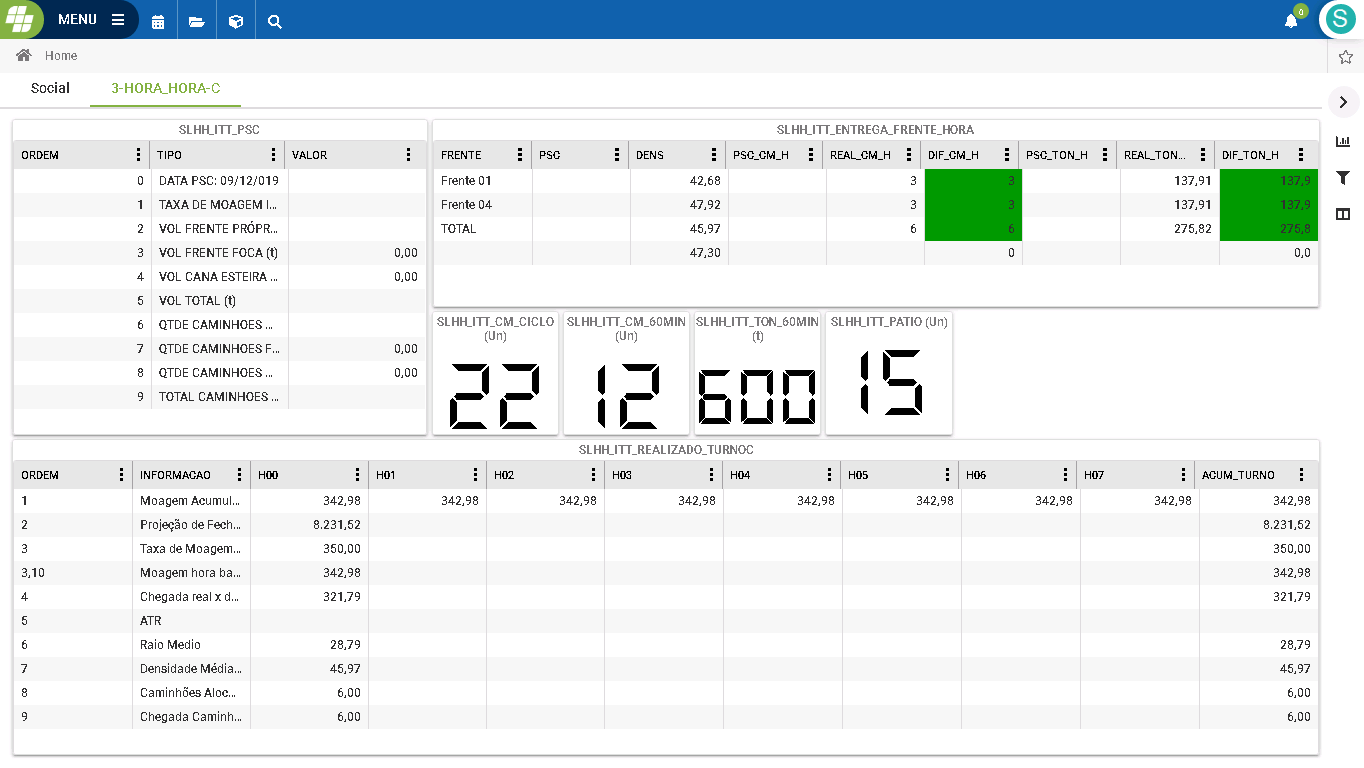 MENU
0
S
Home
Social 3-HORA_HORA-C
SLHH_ITT_PSC
ORDEM TIPO VALOR
0 DATA PSC: 09/12/019
1 TAXA DE MOAGEM I...
2 VOL FRENTE PRÓPR...
3 VOL FRENTE FOCA (t) 0,00
4 VOL CANA ESTEIRA ... 0,00
5 VOL TOTAL (t)
6 QTDE CAMINHOES ...
7 QTDE CAMINHOES F... 0,00
8 QTDE CAMINHOES ... 0,00
9 TOTAL CAMINHOES ...
SLHH_ITT_ENTREGA_FRENTE_HORA
FRENTE PSC DENS PSC_CM_H REAL_CM_H DIF_CM_H PSC_TON_H REAL_TON... DIF_TON_H
Frente 01 42,68 3 3 137,91 137,9
Frente 04 47,92 3 3 137,91 137,9
TOTAL 45,97 6 6 275,82 275,8
47,30 0 0,0
SLHH_ITT_CM_CICLO
(Un)
22
SLHH_ITT_CM_60MIN
(Un)
12
SLHH_ITT_TON_60MIN
(t)
600
SLHH_ITT_PATIO (Un)
15
SLHH_ITT_REALIZADO_TURNOC
ORDEM INFORMACAO H00 H01 H02 H03 H04 H05 H06 H07 ACUM_TURNO
1 Moagem Acumul... 342,98 342,98 342,98 342,98 342,98 342,98 342,98 342,98 342,98
2 Projeção de Fech... 8.231,52 8.231,52
3 Taxa de Moagem... 350,00 350,00
3,10 Moagem hora ba... 342,98 342,98
4 Chegada real x d... 321,79 321,79
5 ATR
6 Raio Medio 28,79 28,79
7 Densidade Média... 45,97 45,97
8 Caminhões Aloc... 6,00 6,00
9 Chegada Caminh... 6,00 6,00